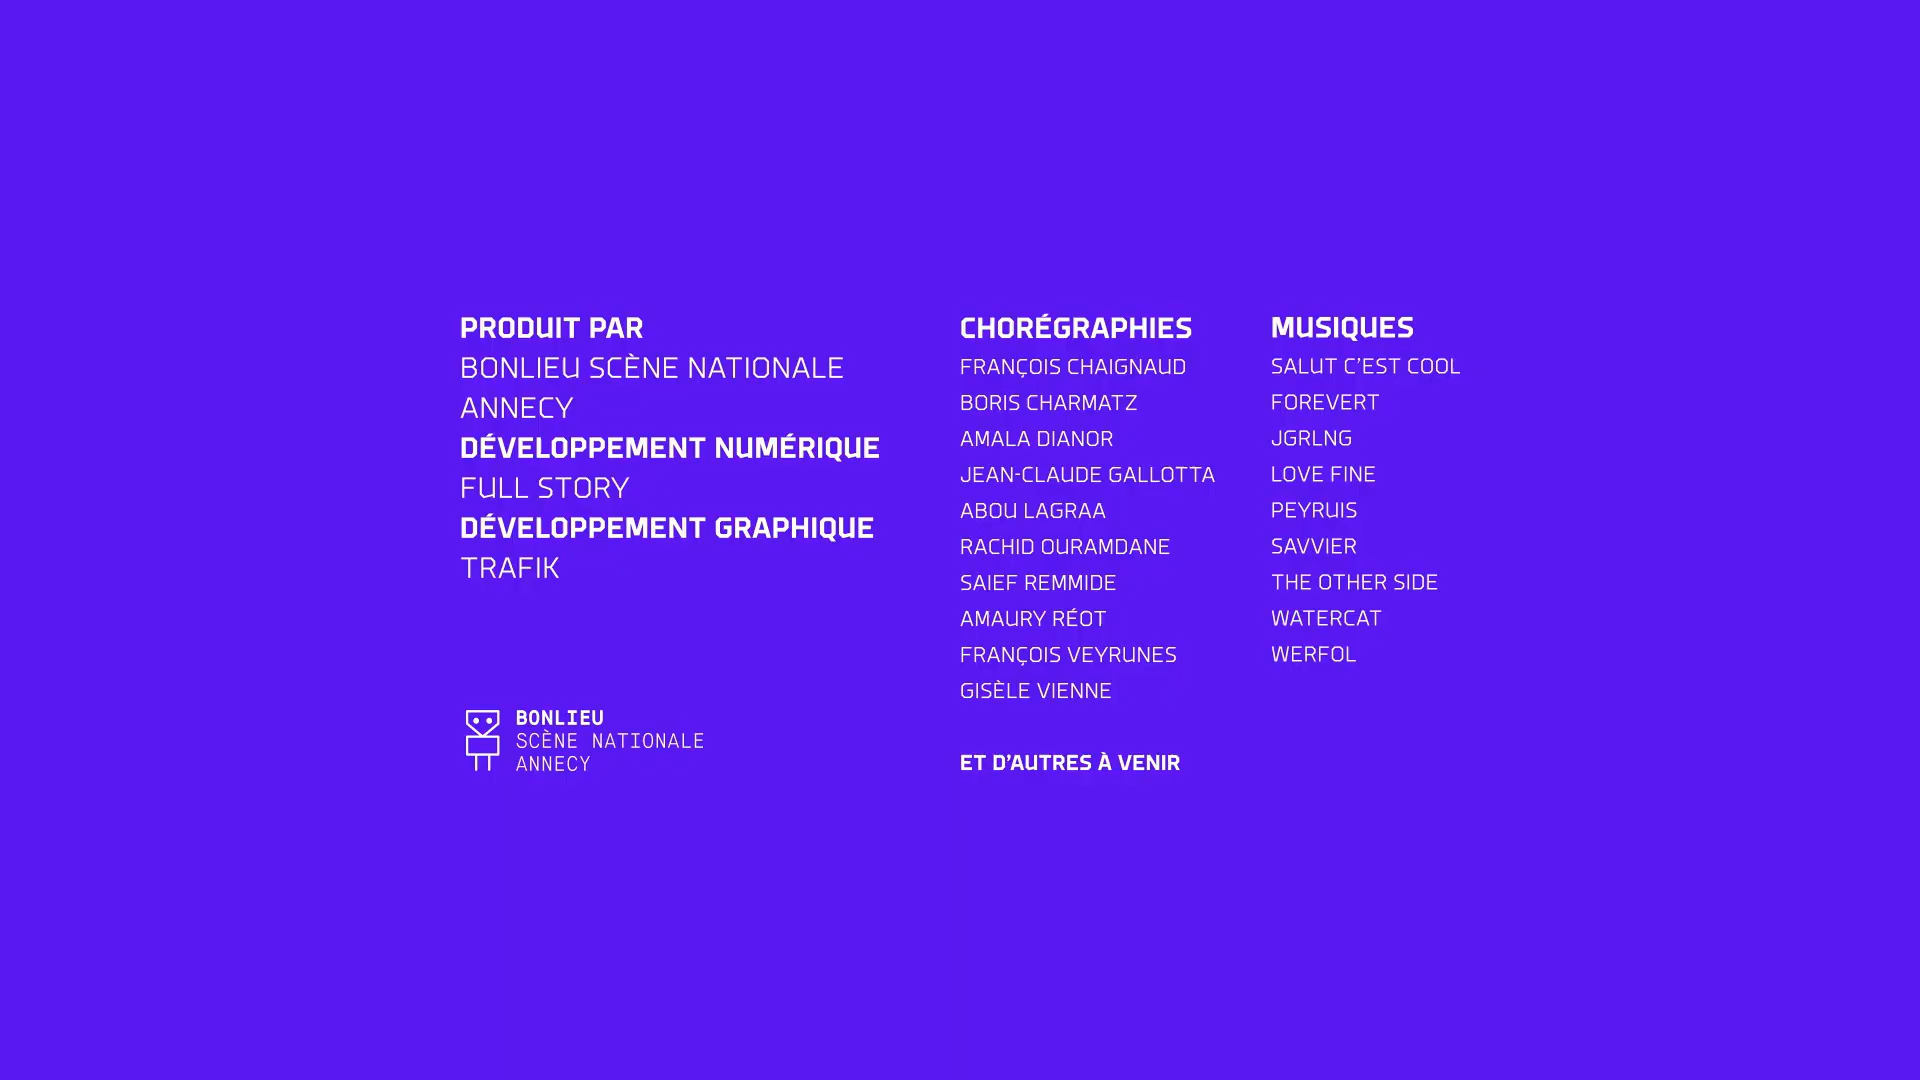 PRODUIT PAR
BONLIEU SCÈNE NATIONALE
ANNECY
DÉVELOPPEMENT NUMÉRIQUE
FULL STORY
DÉVELOPPEMENT GRAPHIQUE
TRAFIK
BONLIEU
SCÈNE NATIONALE
ANNECY
CHORÉGRAPHIES
FRANÇOIS CHAIGNAUD
BORIS CHARMATZ
AMALA DIANOR
JEAN-CLAUDE GALLOTTA
ABOU LAGRAA
RACHID OURAMDANE
SAIEF REMMIDE
AMAURY RÉOT
FRANÇOIS VEYRUNES
GISÈLE VIENNE
ET D'AUTRES À VENIR
MUSIQUES
SALUT C'EST COOL
FOREVERT
JGRLNG
LOVE FINE
PEYRUIS
SAVVIER
THE OTHER SIDE
WATERCAT
WERFOL